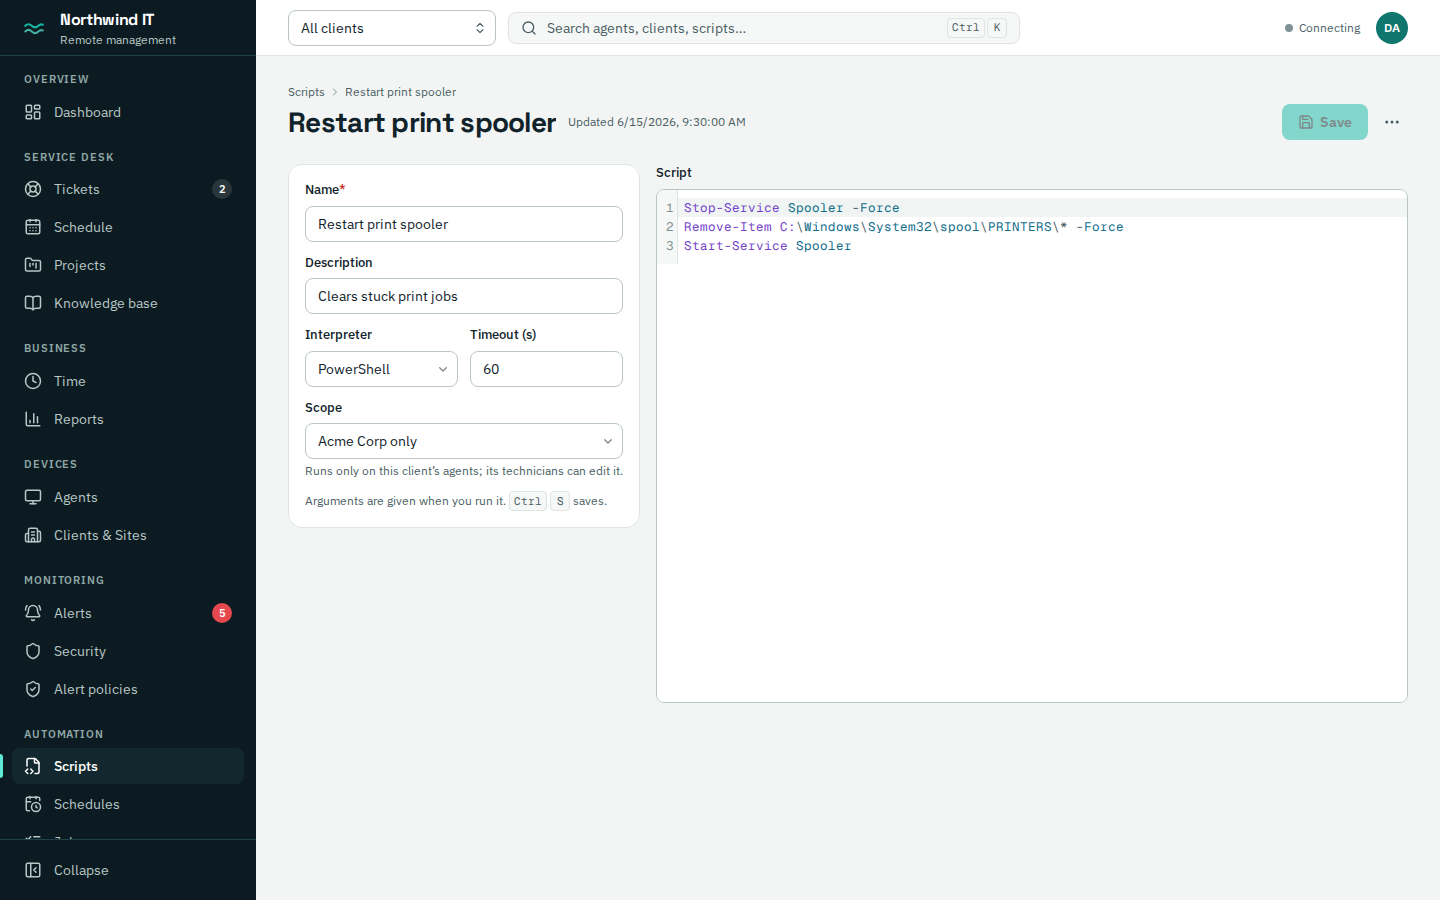 Northwind IT
Remote management
All clients
Search agents, clients, scripts...
Ctrl K
Connecting
DA
OVERVIEW
Dashboard
SERVICE DESK
Tickets 2
Schedule
Projects
Knowledge base
BUSINESS
Time
Reports
DEVICES
Agents
Clients & Sites
MONITORING
Alerts 5
Security
Alert policies
AUTOMATION
Scripts
Schedules
Collapse
Scripts > Restart print spooler
Restart print spooler
Updated 6/15/2026, 9:30:00 AM
Save
Name*
Restart print spooler
Description
Clears stuck print jobs
Interpreter Timeout (s)
PowerShell 60
Scope
Acme Corp only
Runs only on this client's agents; its technicians can edit it.
Arguments are given when you run it. Ctrl S saves.
Script
1 Stop-Service Spooler -Force
2 Remove-Item C:\Windows\System32\spool\PRINTERS\* -Force
3 Start-Service Spooler